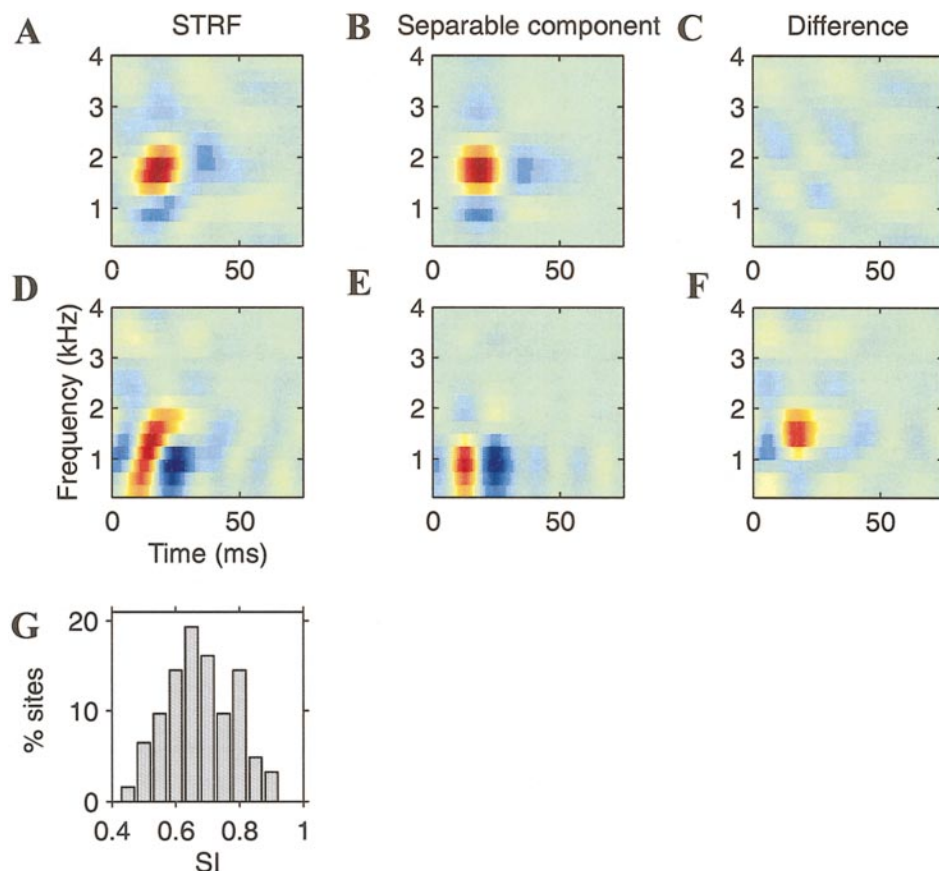 A STRF
B Separable component
C Difference
4
3
2
1
0 50
4
3
2
1
0 50
4
3
2
1
0 50
D
E
F
Frequency (kHz)
4
3
2
1
0 50
Time (ms)
4
3
2
1
0 50
4
3
2
1
0 50
G
% sites
20
10
0
0.4 0.6 0.8 1
SI